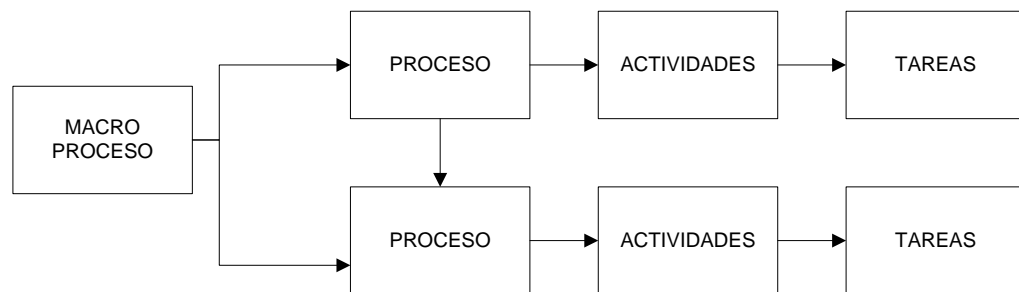 PROCESO
ACTIVIDADES
TAREAS
MACRO
PROCESO
PROCESO
ACTIVIDADES
TAREAS